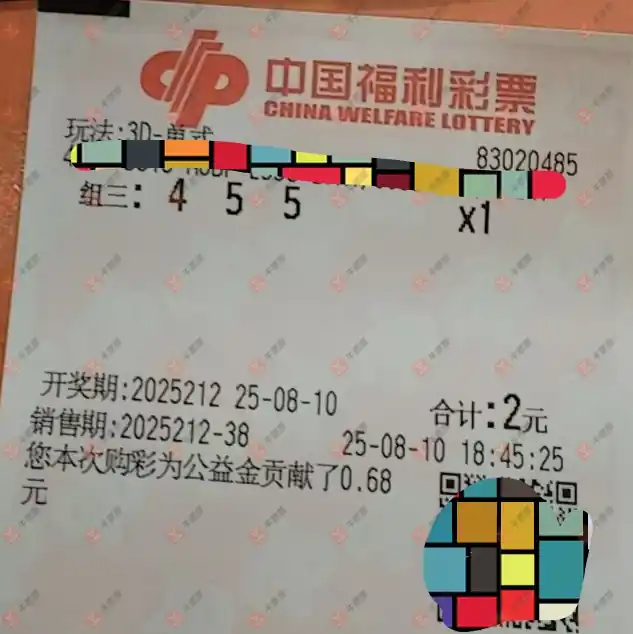 中国福利彩票
CHINA WELFARE LOTTERY
玩法:3D-单式
83020485
组三: 4 5 5 x1
开奖期:2025212 25-08-10
合计:2元
销售期:2025212-38 25-08-10 18:45:25
您本次购彩为公益金贡献了0.68
元